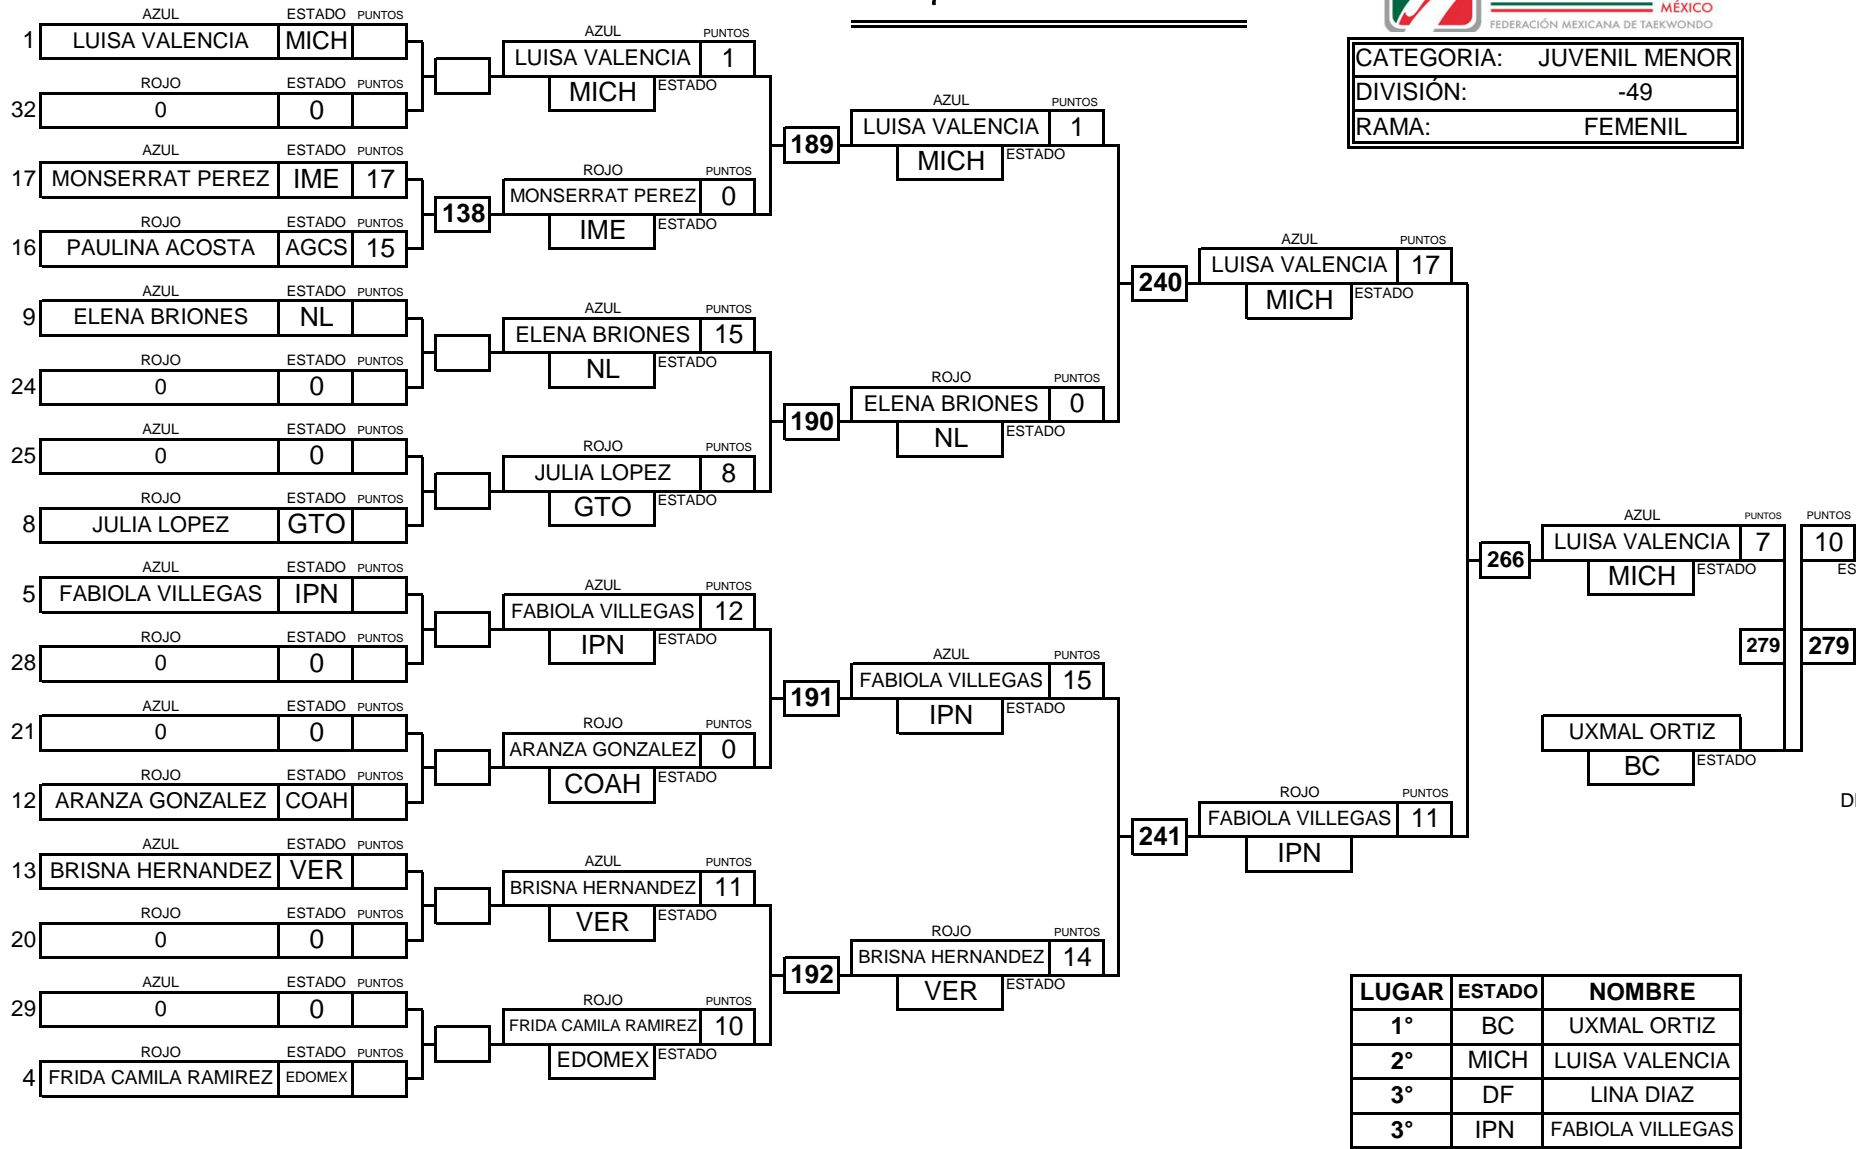 MÉXICO
FEDERACIÓN MEXICANA DE TAEKWONDO
CATEGORIA: JUVENIL MENOR
DIVISIÓN: -49
RAMA: FEMENIL
AZUL ESTADO PUNTOS
1 LUISA VALENCIA MICH
ROJO ESTADO PUNTOS
32 0 0
AZUL ESTADO PUNTOS
17 MONSERRAT PEREZ IME 17
138
ROJO ESTADO PUNTOS
16 PAULINA ACOSTA AGCS 15
AZUL ESTADO PUNTOS
9 ELENA BRIONES NL
ROJO ESTADO PUNTOS
24 0 0
AZUL ESTADO PUNTOS
25 0 0
ROJO ESTADO PUNTOS
8 JULIA LOPEZ GTO
AZUL ESTADO PUNTOS
5 FABIOLA VILLEGAS IPN
ROJO ESTADO PUNTOS
28 0 0
AZUL ESTADO PUNTOS
21 0 0
ROJO ESTADO PUNTOS
12 ARANZA GONZALEZ COAH
AZUL ESTADO PUNTOS
13 BRISNA HERNANDEZ VER
ROJO ESTADO PUNTOS
20 0 0
AZUL ESTADO PUNTOS
29 0 0
ROJO ESTADO PUNTOS
4 FRIDA CAMILA RAMIREZ EDOMEX
AZUL PUNTOS
LUISA VALENCIA 1
MICH ESTADO
189
ROJO PUNTOS
MONSERRAT PEREZ 0
IME ESTADO
AZUL PUNTOS
ELENA BRIONES 15
NL ESTADO
190
ROJO PUNTOS
JULIA LOPEZ 8
GTO ESTADO
AZUL PUNTOS
FABIOLA VILLEGAS 12
IPN ESTADO
191
ROJO PUNTOS
ARANZA GONZALEZ 0
COAH ESTADO
AZUL PUNTOS
BRISNA HERNANDEZ 11
VER ESTADO
192
ROJO PUNTOS
FRIDA CAMILA RAMIREZ 10
EDOMEX ESTADO
AZUL PUNTOS
LUISA VALENCIA 1
MICH ESTADO
240
ROJO PUNTOS
ELENA BRIONES 0
NL ESTADO
AZUL PUNTOS
FABIOLA VILLEGAS 15
IPN ESTADO
241
ROJO PUNTOS
BRISNA HERNANDEZ 14
VER ESTADO
AZUL PUNTOS
LUISA VALENCIA 17
MICH ESTADO
266
ROJO PUNTOS
FABIOLA VILLEGAS 11
IPN
AZUL PUNTOS PUNTOS
LUISA VALENCIA 7 10
MICH ESTADO ES
279 279
UXMAL ORTIZ
BC ESTADO
LUGAR ESTADO NOMBRE
1° BC UXMAL ORTIZ
2° MICH LUISA VALENCIA
3° DF LINA DIAZ
3° IPN FABIOLA VILLEGAS